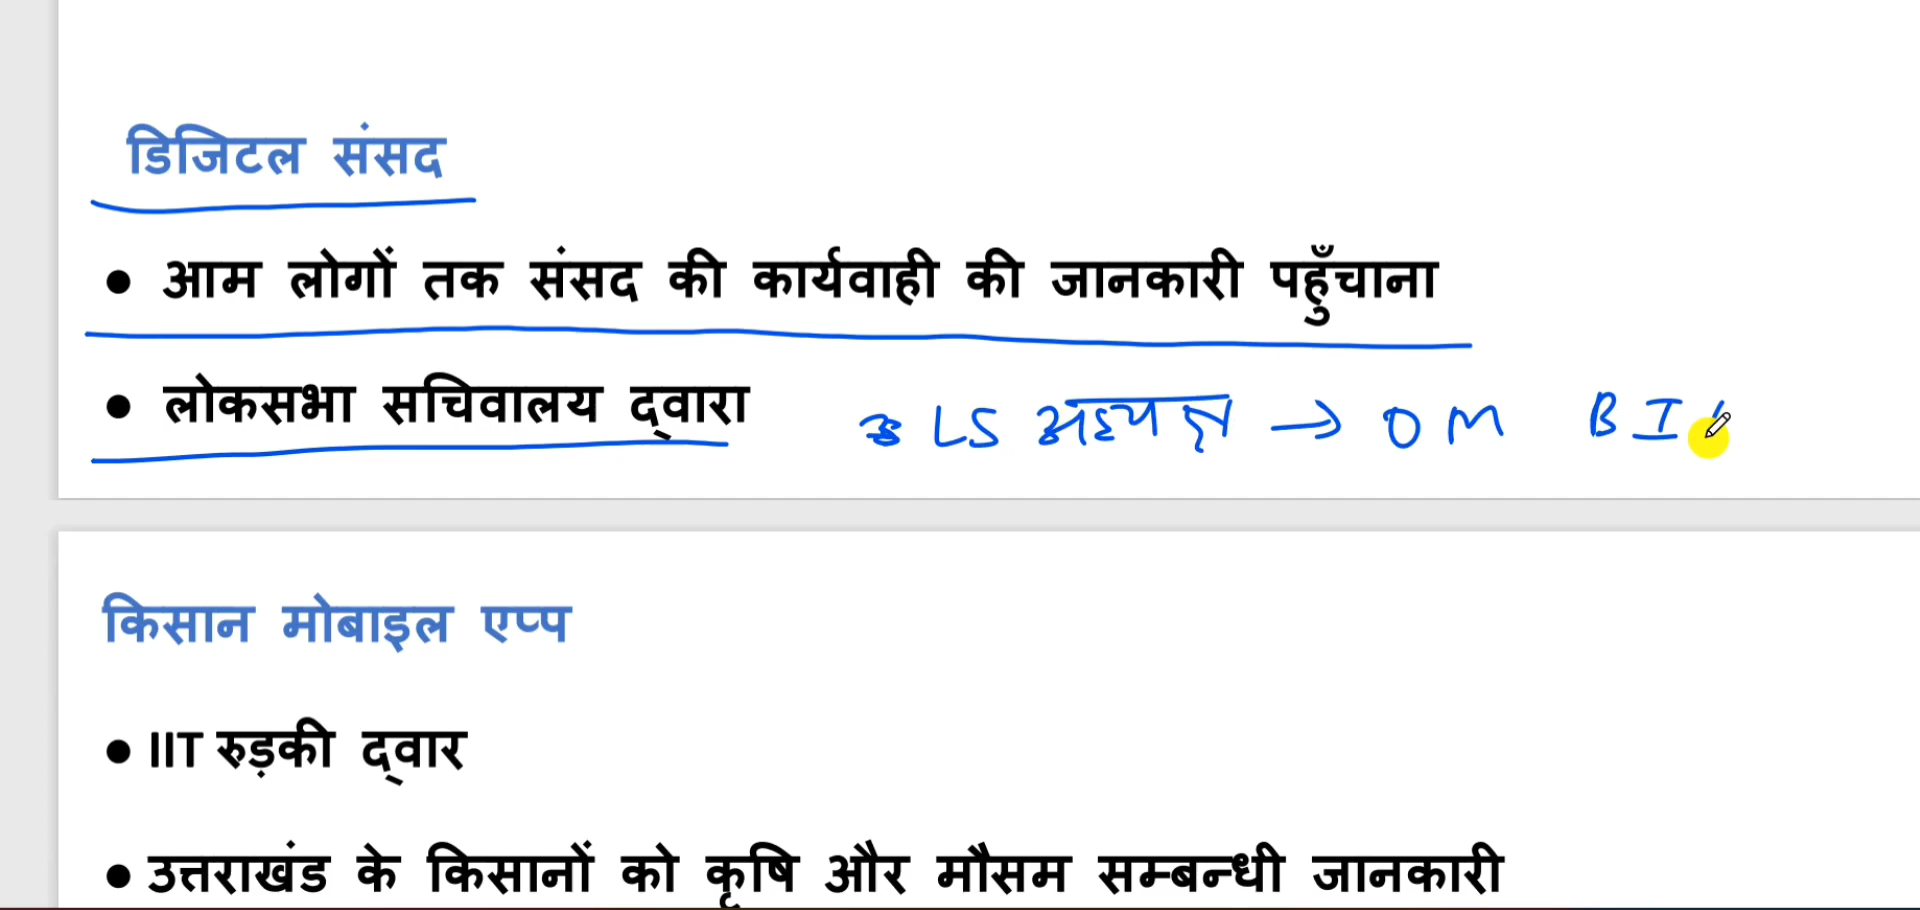 डिजिटल संसद
● आम लोगों तक संसद की कार्यवाही की जानकारी पहुँचाना
● लोकसभा सचिवालय द्वारा LS अध्यक्ष → OM BI
किसान मोबाइल एप्प
● IIT रुड़की द्वार
● उत्तराखंड के किसानों को कृषि और मौसम सम्बन्धी जानकारी